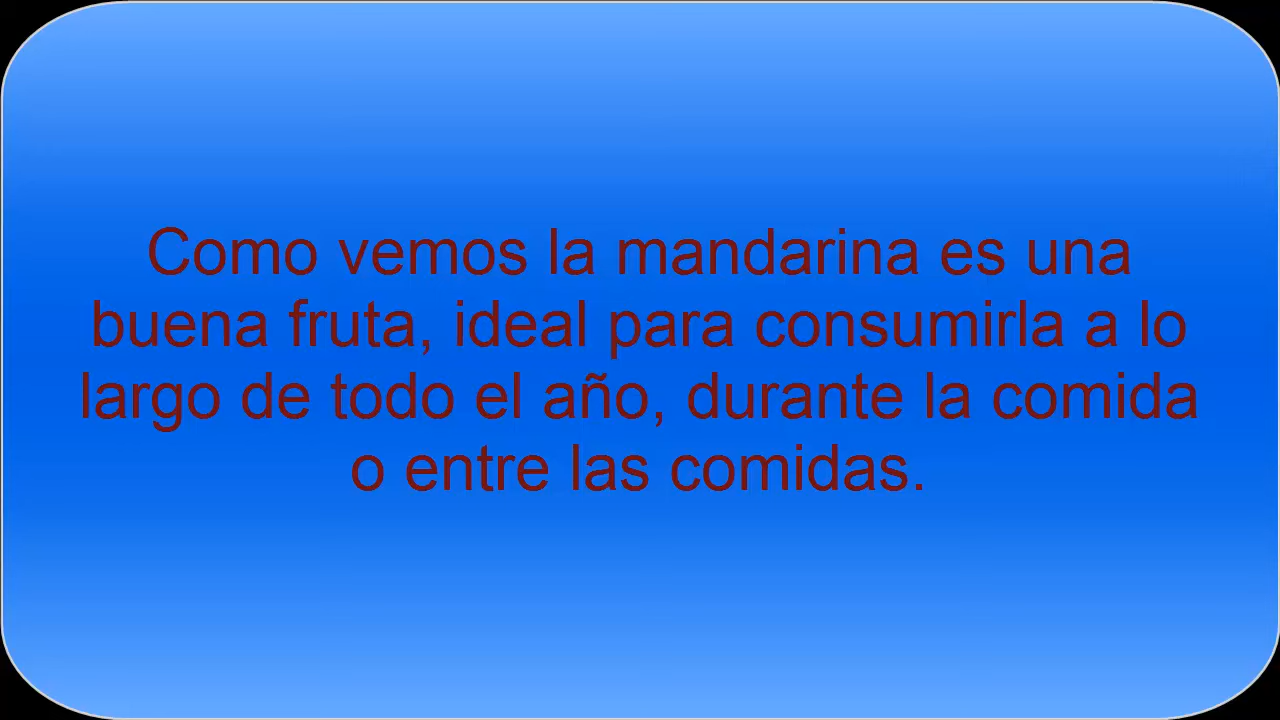 Como vemos la mandarina es una
buena fruta, ideal para consumirla a lo
largo de todo el año, durante la comida
o entre las comidas.